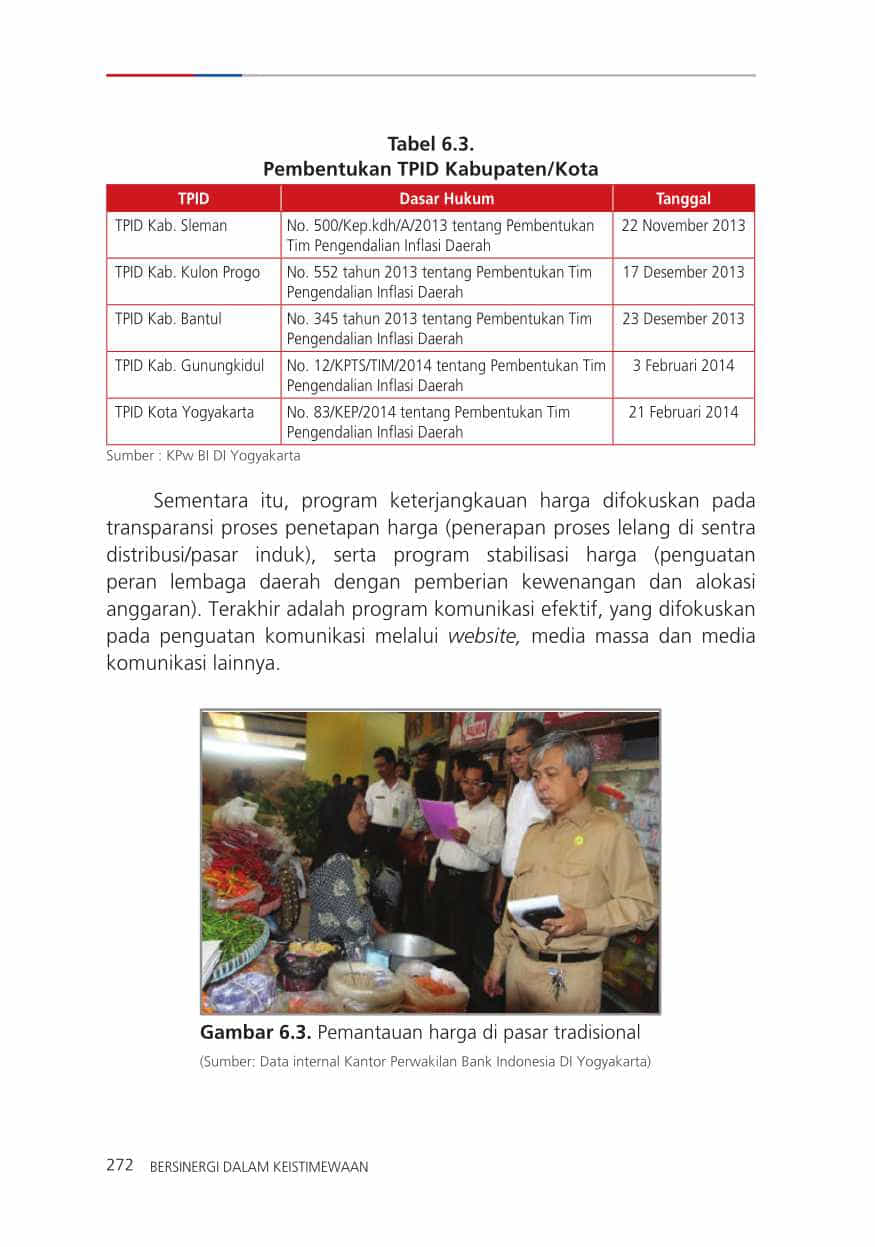 Tabel 6.3.
Pembentukan TPID Kabupaten/Kota
TPID Dasar Hukum Tanggal
TPID Kab. Sleman No. 500/Kep.kdh/A/2013 tentang Pembentukan 22 November 2013
Tim Pengendalian Inflasi Daerah
TPID Kab. Kulon Progo No. 552 tahun 2013 tentang Pembentukan Tim 17 Desember 2013
Pengendalian Inflasi Daerah
TPID Kab. Bantul No. 345 tahun 2013 tentang Pembentukan Tim 23 Desember 2013
Pengendalian Inflasi Daerah
TPID Kab. Gunungkidul No. 12/KPTS/TIM/2014 tentang Pembentukan Tim 3 Februari 2014
Pengendalian Inflasi Daerah
TPID Kota Yogyakarta No. 83/KEP/2014 tentang Pembentukan Tim 21 Februari 2014
Pengendalian Inflasi Daerah
Sumber : KPw BI DI Yogyakarta
Sementara itu, program keterjangkauan harga difokuskan pada
transparansi proses penetapan harga (penerapan proses lelang di sentra
distribusi/pasar induk), serta program stabilisasi harga (penguatan
peran lembaga daerah dengan pemberian kewenangan dan alokasi
anggaran). Terakhir adalah program komunikasi efektif, yang difokuskan
pada penguatan komunikasi melalui website, media massa dan media
komunikasi lainnya.
Gambar 6.3. Pemantauan harga di pasar tradisional
(Sumber: Data internal Kantor Perwakilan Bank Indonesia DI Yogyakarta)
272 BERSINERGI DALAM KEISTIMEWAAN